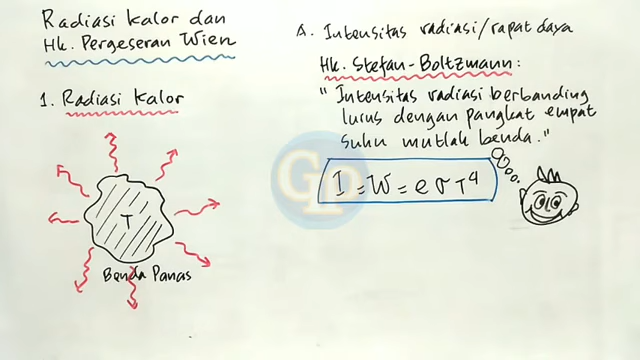 Radiasi Kalor dan
Hk. Pergeseran Wien
1. Radiasi Kalor
T
Benda Panas
A. Intensitas radiasi/rapat daya
Hk. Stefan-Boltzmann:
"Intensitas radiasi berbanding
lurus dengan pangkat empat
suhu mutlak benda."
I = W = e σ T⁴
GP